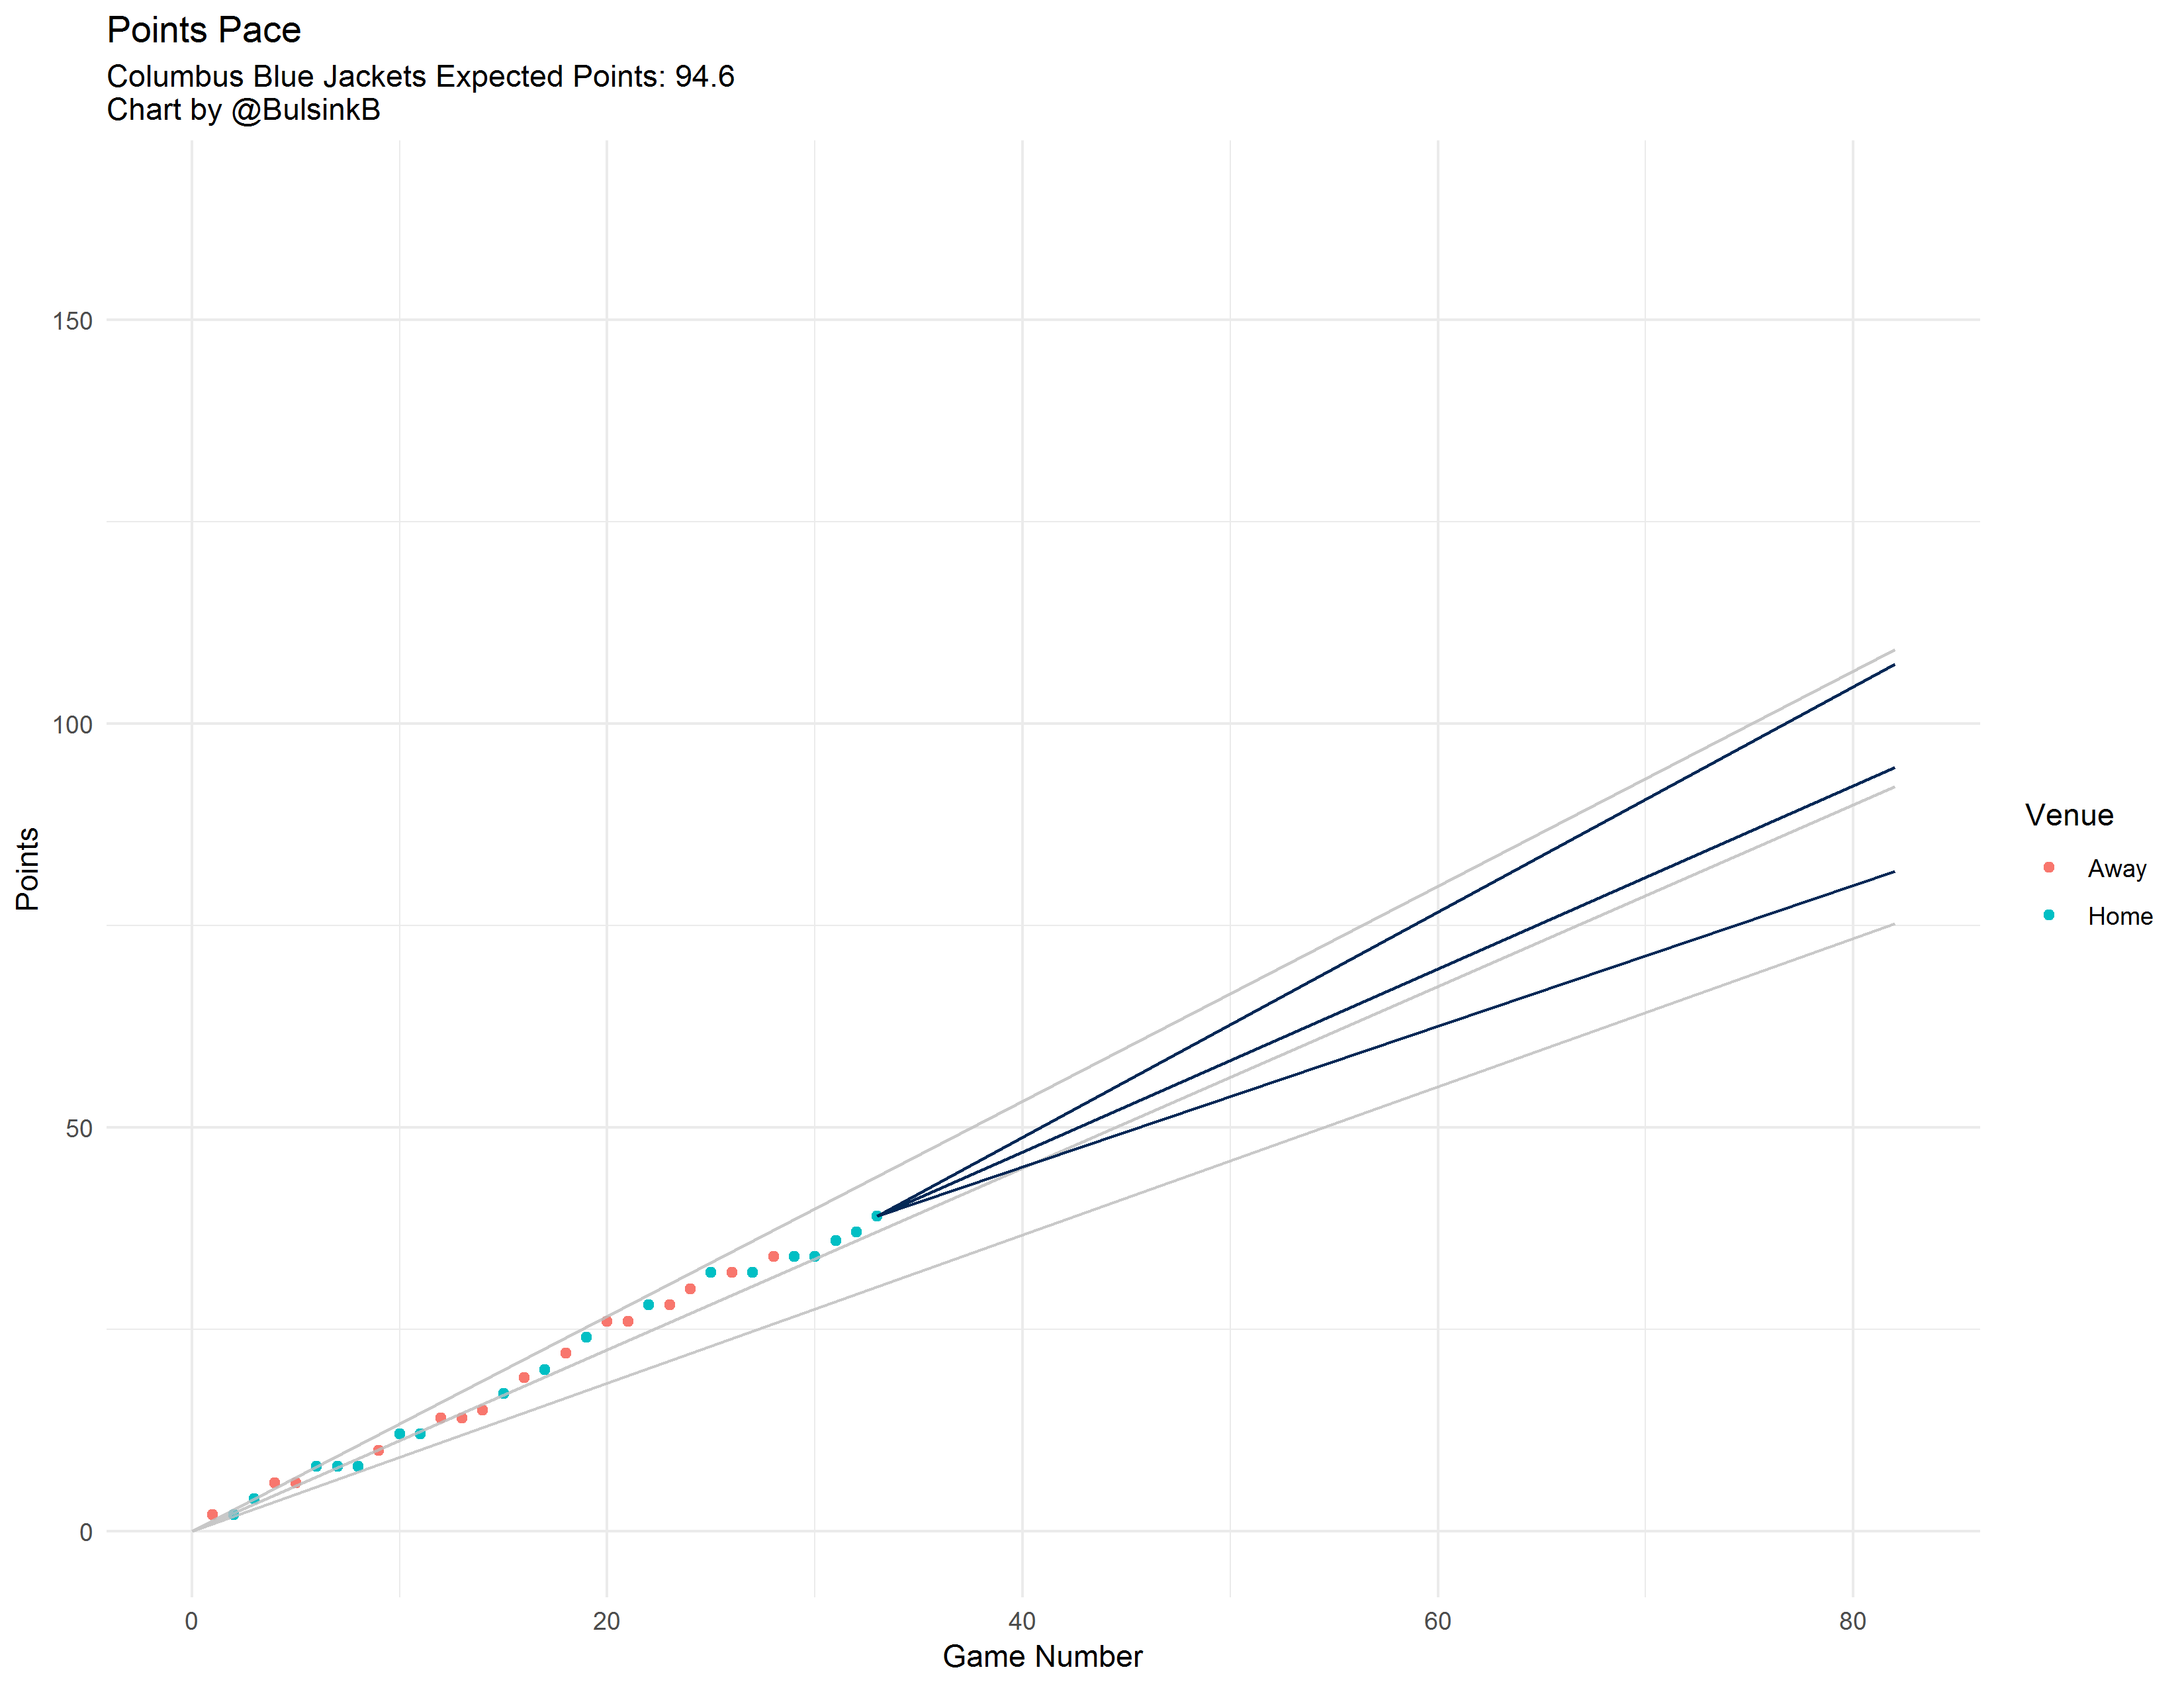 Points Pace
Columbus Blue Jackets Expected Points: 94.6
Chart by @BulsinkB
150
100
50
0
Points
0 20 40 60 80
Game Number
Venue
Away
Home